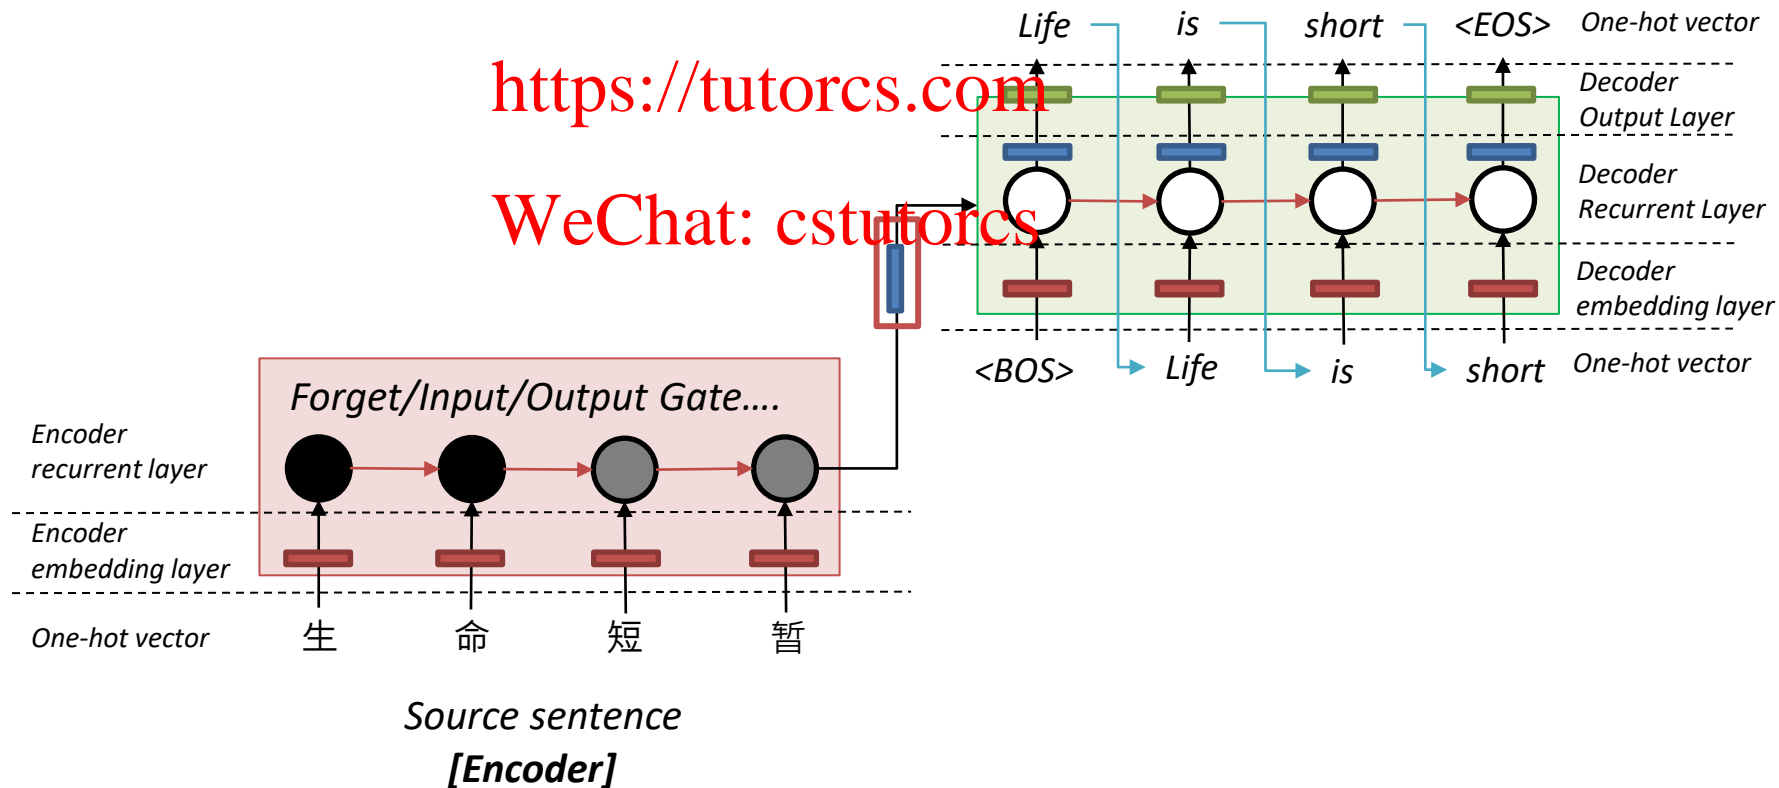 Life is short <EOS> One-hot vector
https://tutorcs.com
Decoder
Output Layer
WeChat: cstutorcs
Decoder
Recurrent Layer
Decoder
embedding layer
<BOS> Life is short One-hot vector
Forget/Input/Output Gate....
Encoder
recurrent layer
Encoder
embedding layer
One-hot vector 生 命 短 暂
Source sentence
[Encoder]